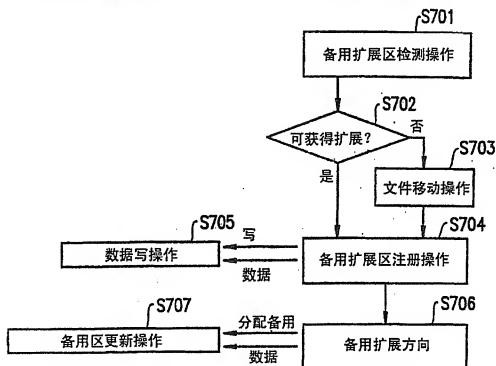 S701
备用扩展区检测操作
S702
可获得扩展?
否
S703
是
文件移动操作
S705
S704
写
数据写操作
备用扩展区注册操作
数据
S707
S706
分配备用
备用区更新操作
备用扩展方向
数据